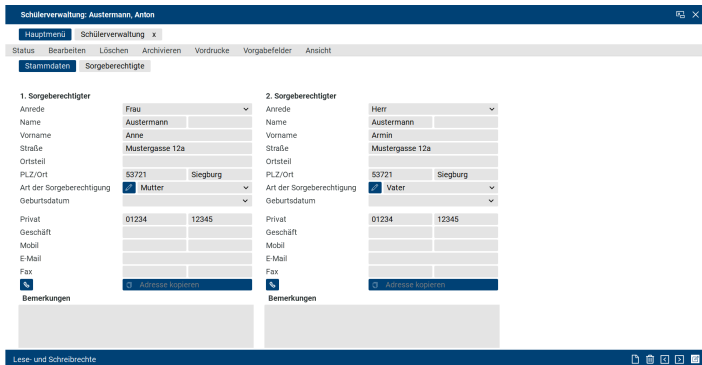 Schülerverwaltung: Austermann, Anton
Hauptmenü Schülerverwaltung x
Status Bearbeiten Löschen Archivieren Vordrucke Vorgabefelder Ansicht
Stammdaten Sorgeberechtigte
1. Sorgeberechtigter 2. Sorgeberechtigter
Anrede Frau Anrede Herr
Name Austermann Name Austermann
Vorname Anne Vorname Armin
Straße Mustergasse 12a Straße Mustergasse 12a
Ortsteil Ortsteil
PLZ/Ort 53721 Siegburg PLZ/Ort 53721 Siegburg
Art der Sorgeberechtigung Mutter Art der Sorgeberechtigung Vater
Geburtsdatum Geburtsdatum
Privat 01234 12345 Privat 01234 12345
Geschäft Geschäft
Mobil Mobil
E-Mail E-Mail
Fax Fax
Adresse kopieren Adresse kopieren
Bemerkungen Bemerkungen
Lese- und Schreibrechte